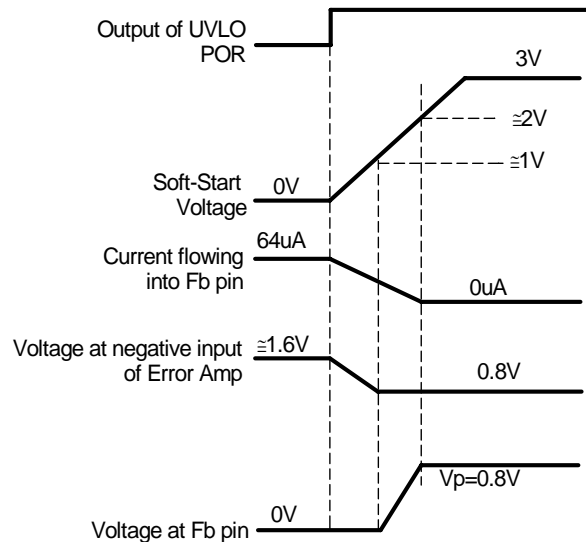 Output of UVLO
POR
3V
≅2V
≅1V
Soft-Start
Voltage
0V
64uA
Current flowing
into Fb pin
0uA
Voltage at negative input
of Error Amp
≅1.6V
0.8V
Vp=0.8V
Voltage at Fb pin
0V